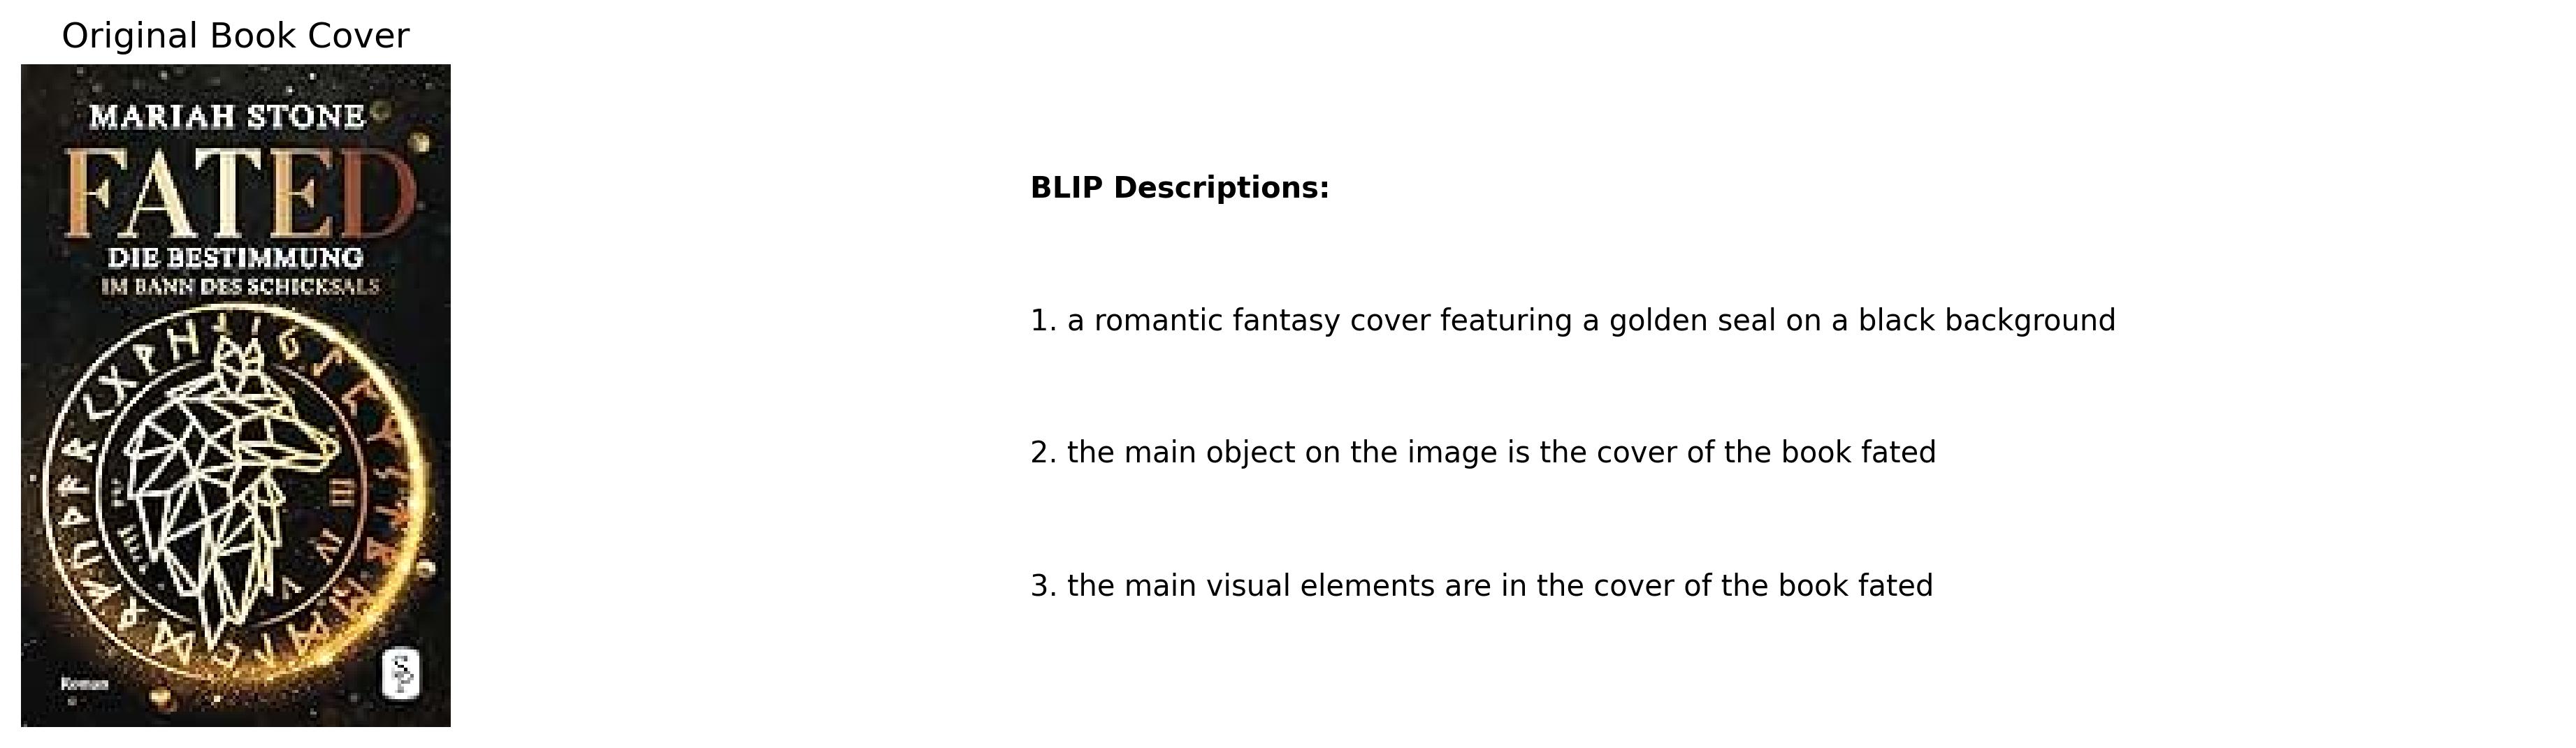 Original Book Cover
MARIAH STONE
FATED
DIE BESTIMMUNG
IM BANN DES SCHICKSALS
III
IV
V
Roman
BLIP Descriptions:
1. a romantic fantasy cover featuring a golden seal on a black background
2. the main object on the image is the cover of the book fated
3. the main visual elements are in the cover of the book fated